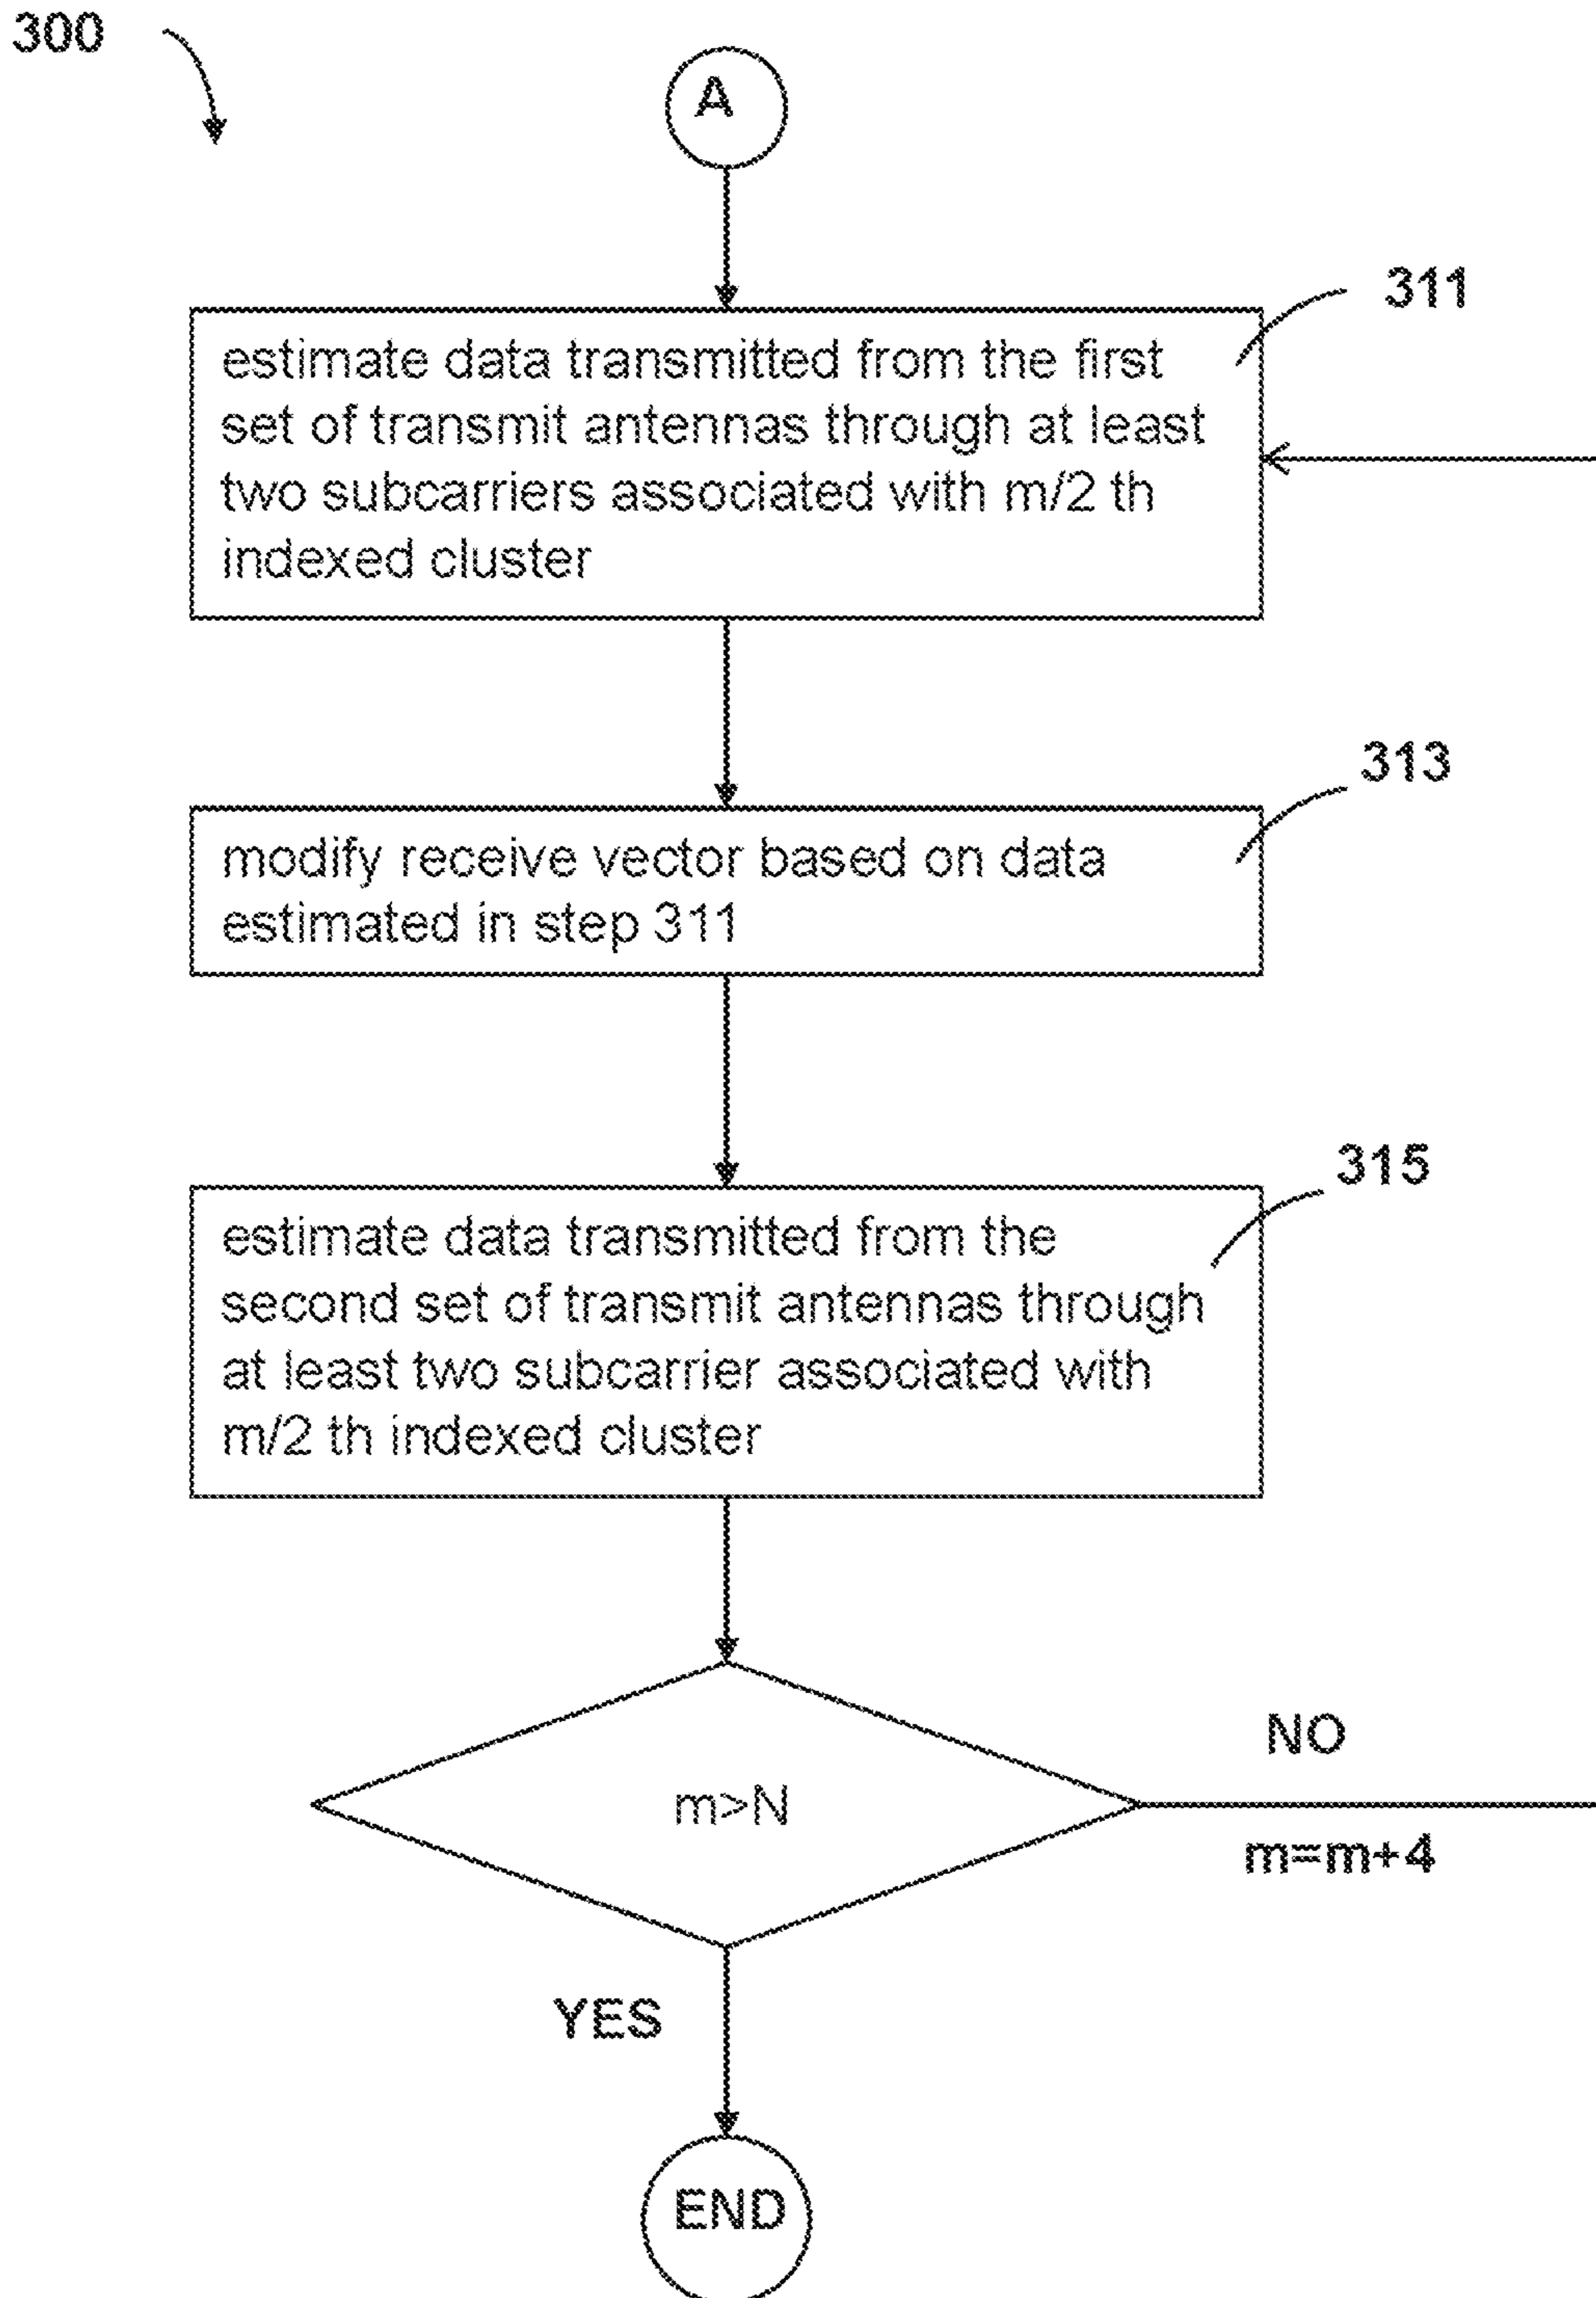 300
A
311
estimate data transmitted from the first
set of transmit antennas through at least
two subcarriers associated with m/2 th
indexed cluster
313
modify receive vector based on data
estimated in step 311
315
estimate data transmitted from the
second set of transmit antennas through
at least two subcarrier associated with
m/2 th indexed cluster
NO
m>N
m=m+4
YES
END